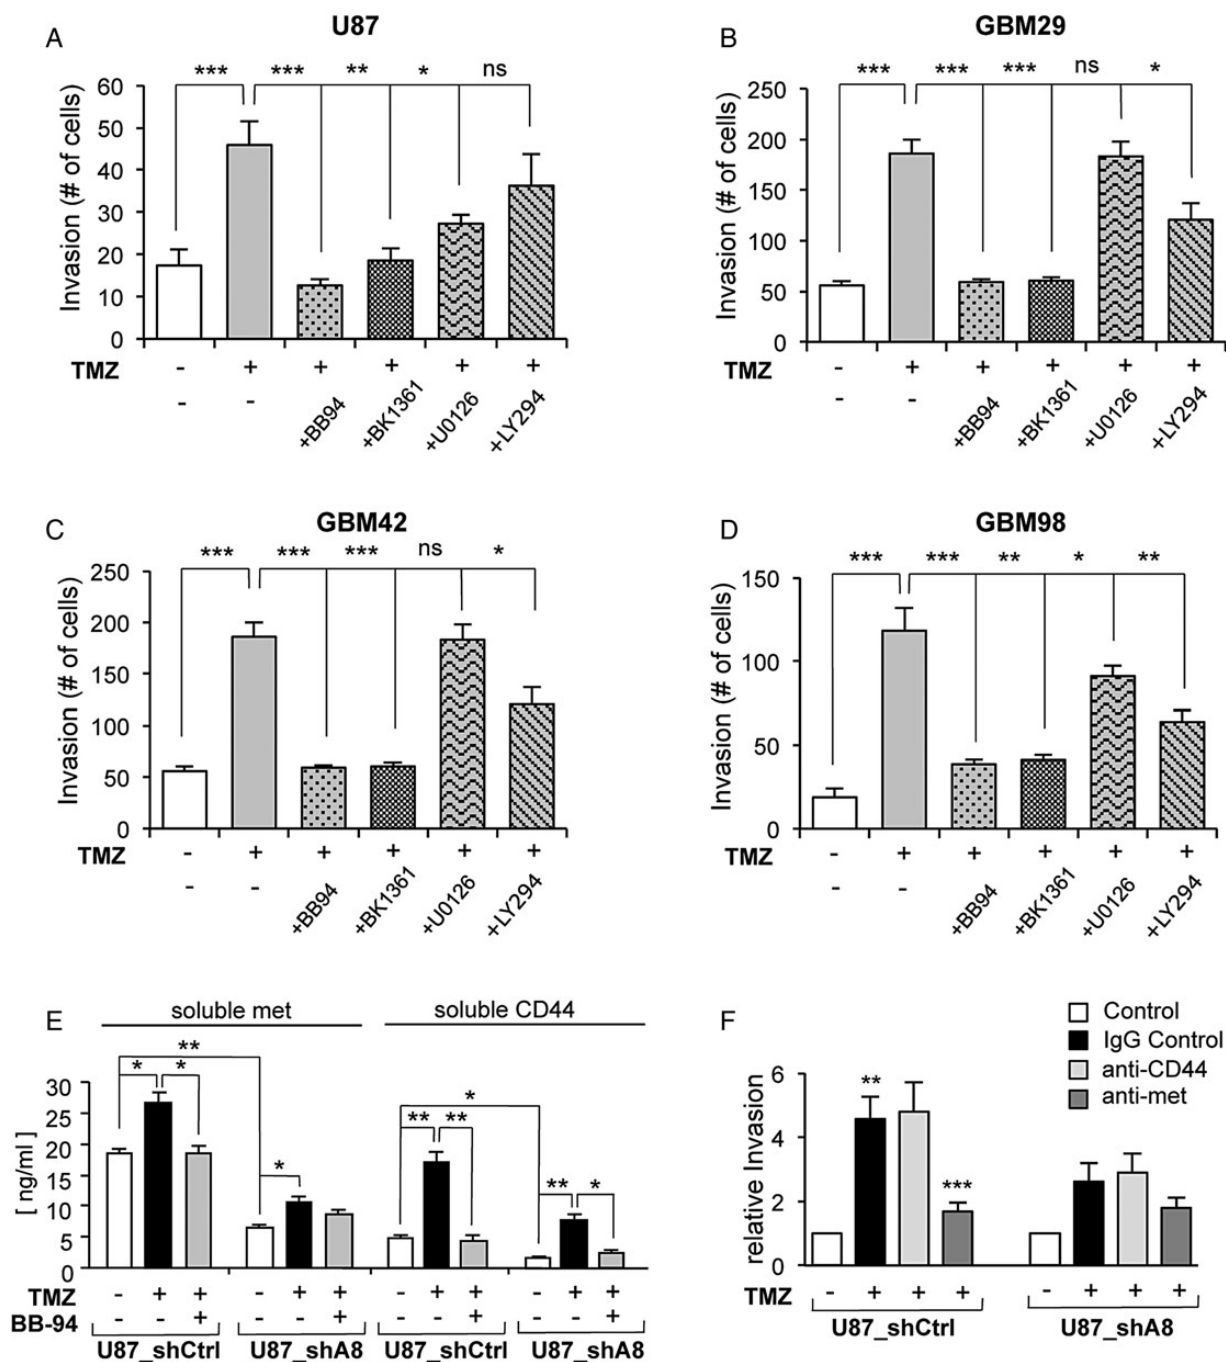 A
U87
*** *** ** * ns
Invasion (# of cells)
60
50
40
30
20
10
0
TMZ - + + + + +
- - +BB94 +BK1361 +U0126 +LY294
B
GBM29
*** *** *** ns *
Invasion (# of cells)
250
200
150
100
50
0
TMZ - + + + + +
- - +BB94 +BK1361 +U0126 +LY294
C
GBM42
*** *** *** ns *
Invasion (# of cells)
250
200
150
100
50
0
TMZ - + + + + +
- - +BB94 +BK1361 +U0126 +LY294
D
GBM98
*** *** ** * **
Invasion (# of cells)
150
100
50
0
TMZ - + + + + +
- - +BB94 +BK1361 +U0126 +LY294
E
soluble met soluble CD44
** * * * * ** ** ** *
[ ng/ml ]
30
25
20
15
10
5
0
TMZ - + + - + + - + + - + +
BB-94 - - + - - + - - + - - +
U87_shCtrl U87_shA8 U87_shCtrl U87_shA8
F
Control
IgG Control
anti-CD44
anti-met
relative Invasion
6
4
2
0
** ***
TMZ - + + + - + + +
U87_shCtrl U87_shA8